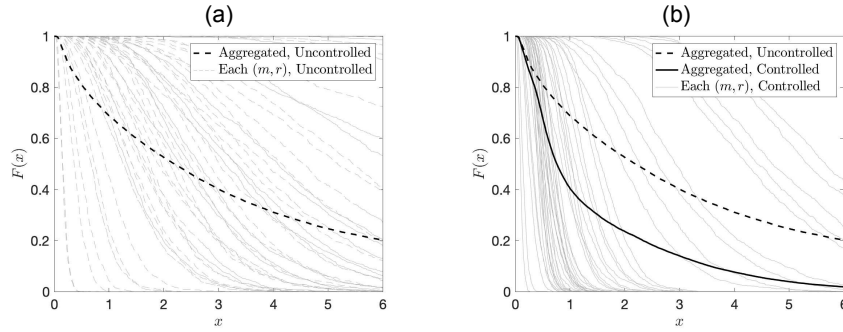 (a)
1
0.8
0.6
0.4
0.2
0
F(x)
0 1 2 3 4 5 6
x
Aggregated, Uncontrolled
Each (m, r), Uncontrolled
(b)
1
0.8
0.6
0.4
0.2
0
F(x)
0 1 2 3 4 5 6
x
Aggregated, Uncontrolled
Aggregated, Controlled
Each (m, r), Controlled